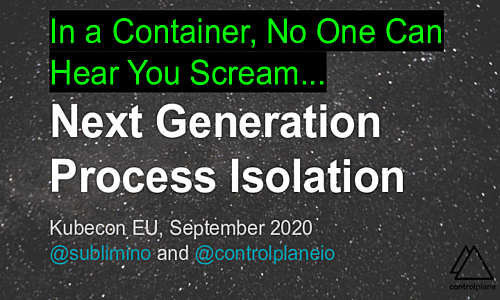 In a Container, No One Can
Hear You Scream...
Next Generation
Process Isolation
Kubecon EU, September 2020
@sublimino and @controlplaneio
controlplane